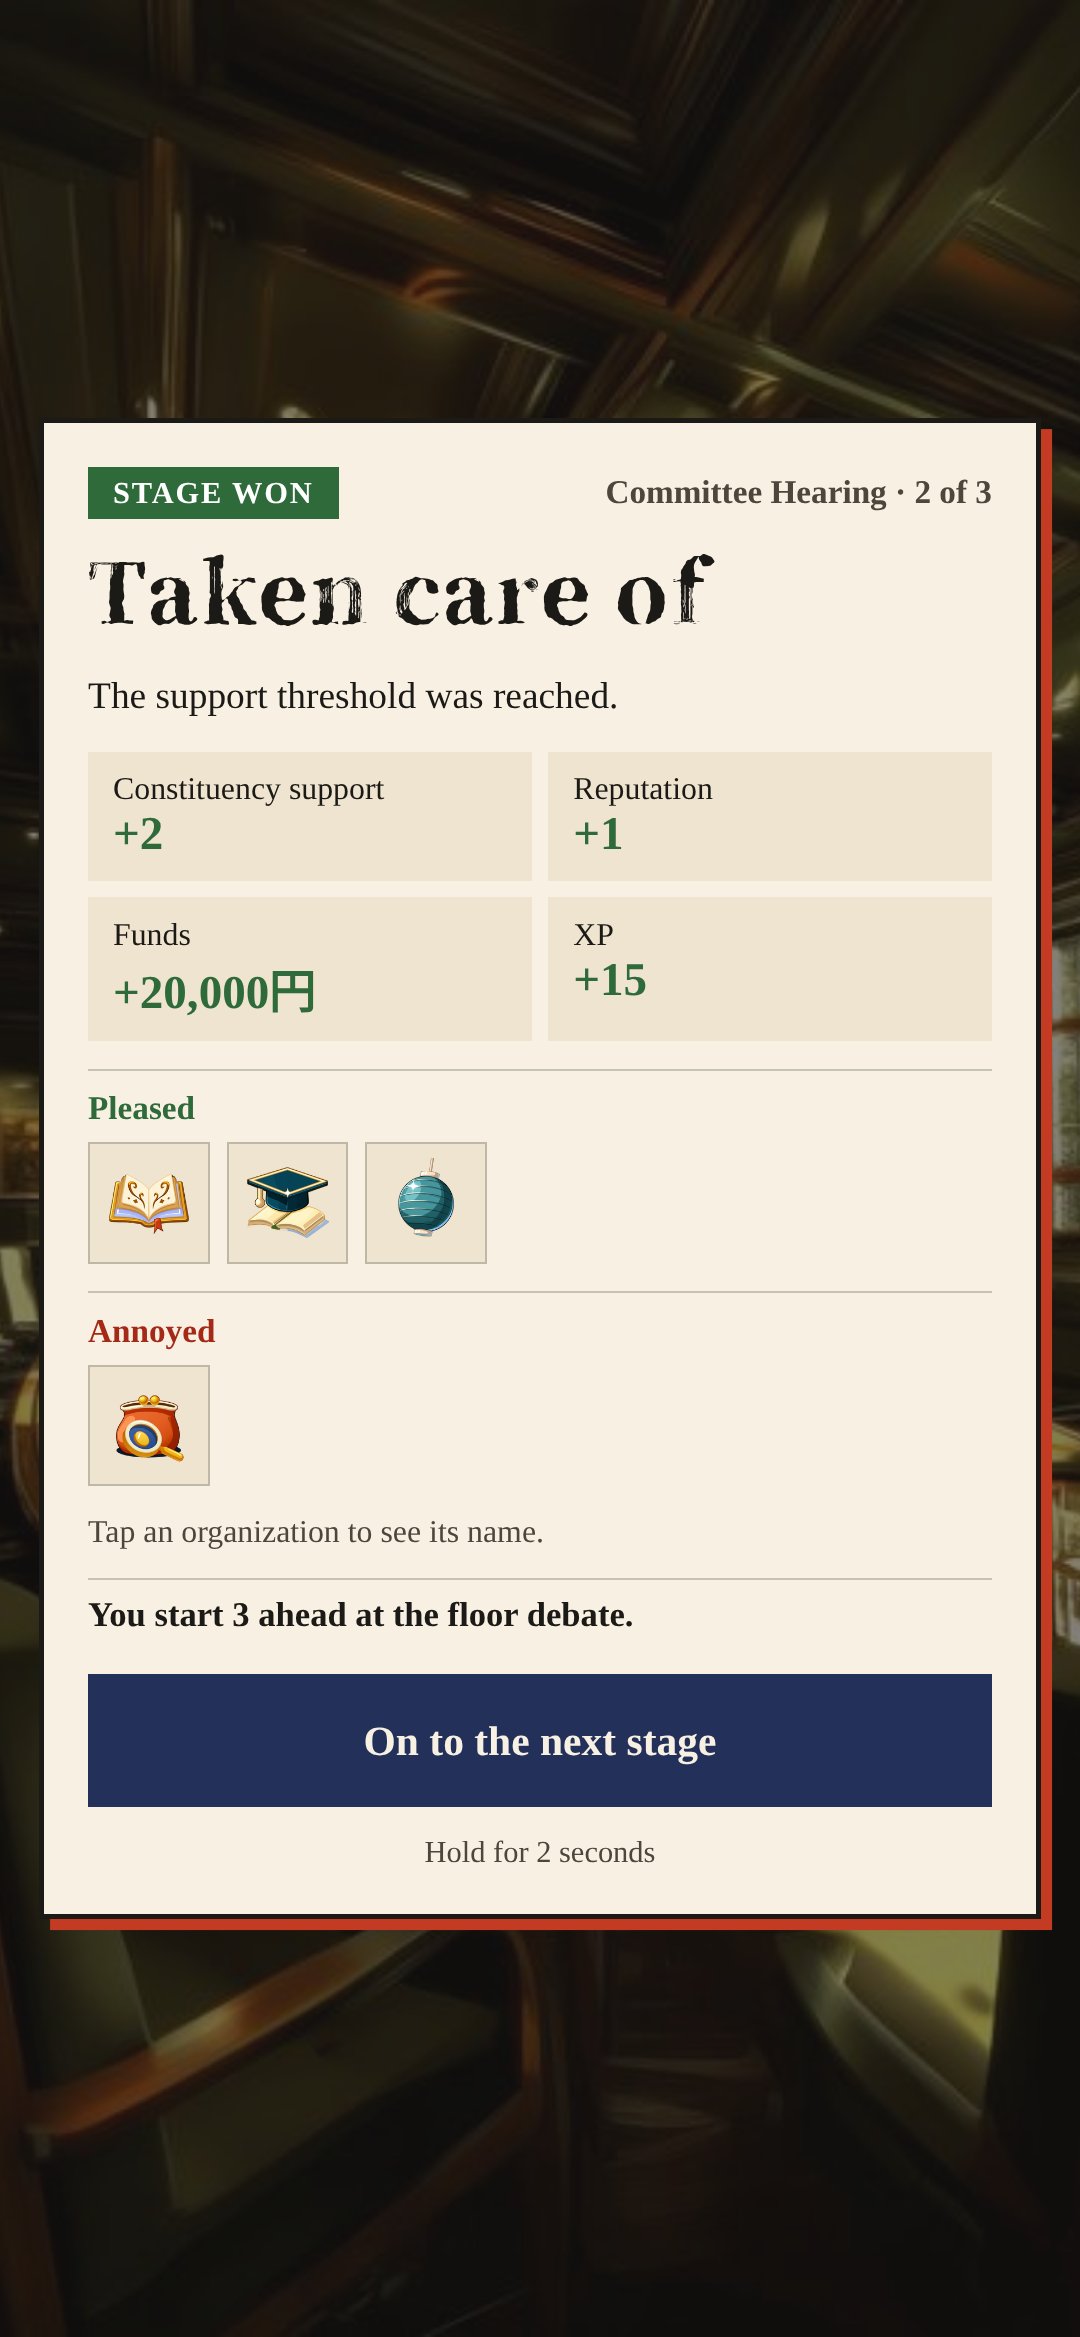 STAGE WON
Committee Hearing · 2 of 3
Taken care of
The support threshold was reached.
Constituency support
+2
Reputation
+1
Funds
+20,000円
XP
+15
Pleased
Annoyed
Tap an organization to see its name.
You start 3 ahead at the floor debate.
On to the next stage
Hold for 2 seconds